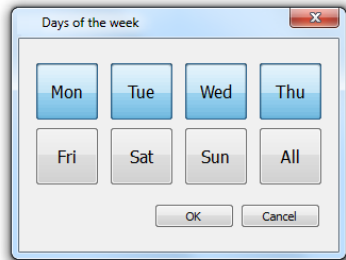 Days of the week
Mon Tue Wed Thu
Fri Sat Sun All
OK Cancel